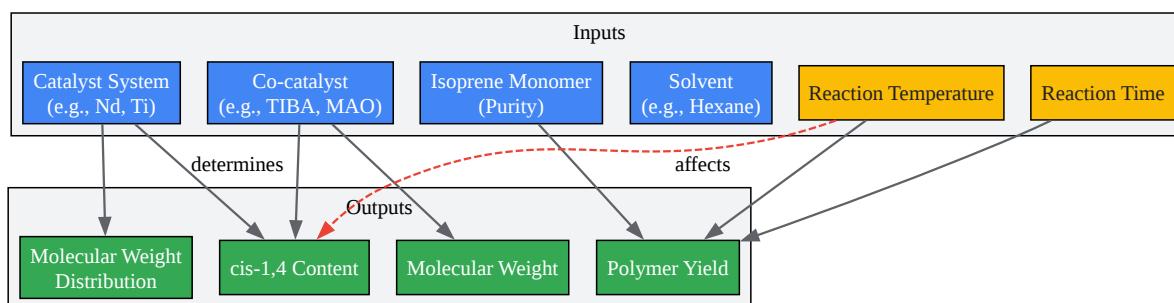 Inputs
Catalyst System
(e.g., Nd, Ti)
Co-catalyst
(e.g., TIBA, MAO)
Isoprene Monomer
(Purity)
Solvent
(e.g., Hexane)
Reaction Temperature
Reaction Time
determines
affects
Outputs
Molecular Weight
Distribution
cis-1,4 Content
Molecular Weight
Polymer Yield